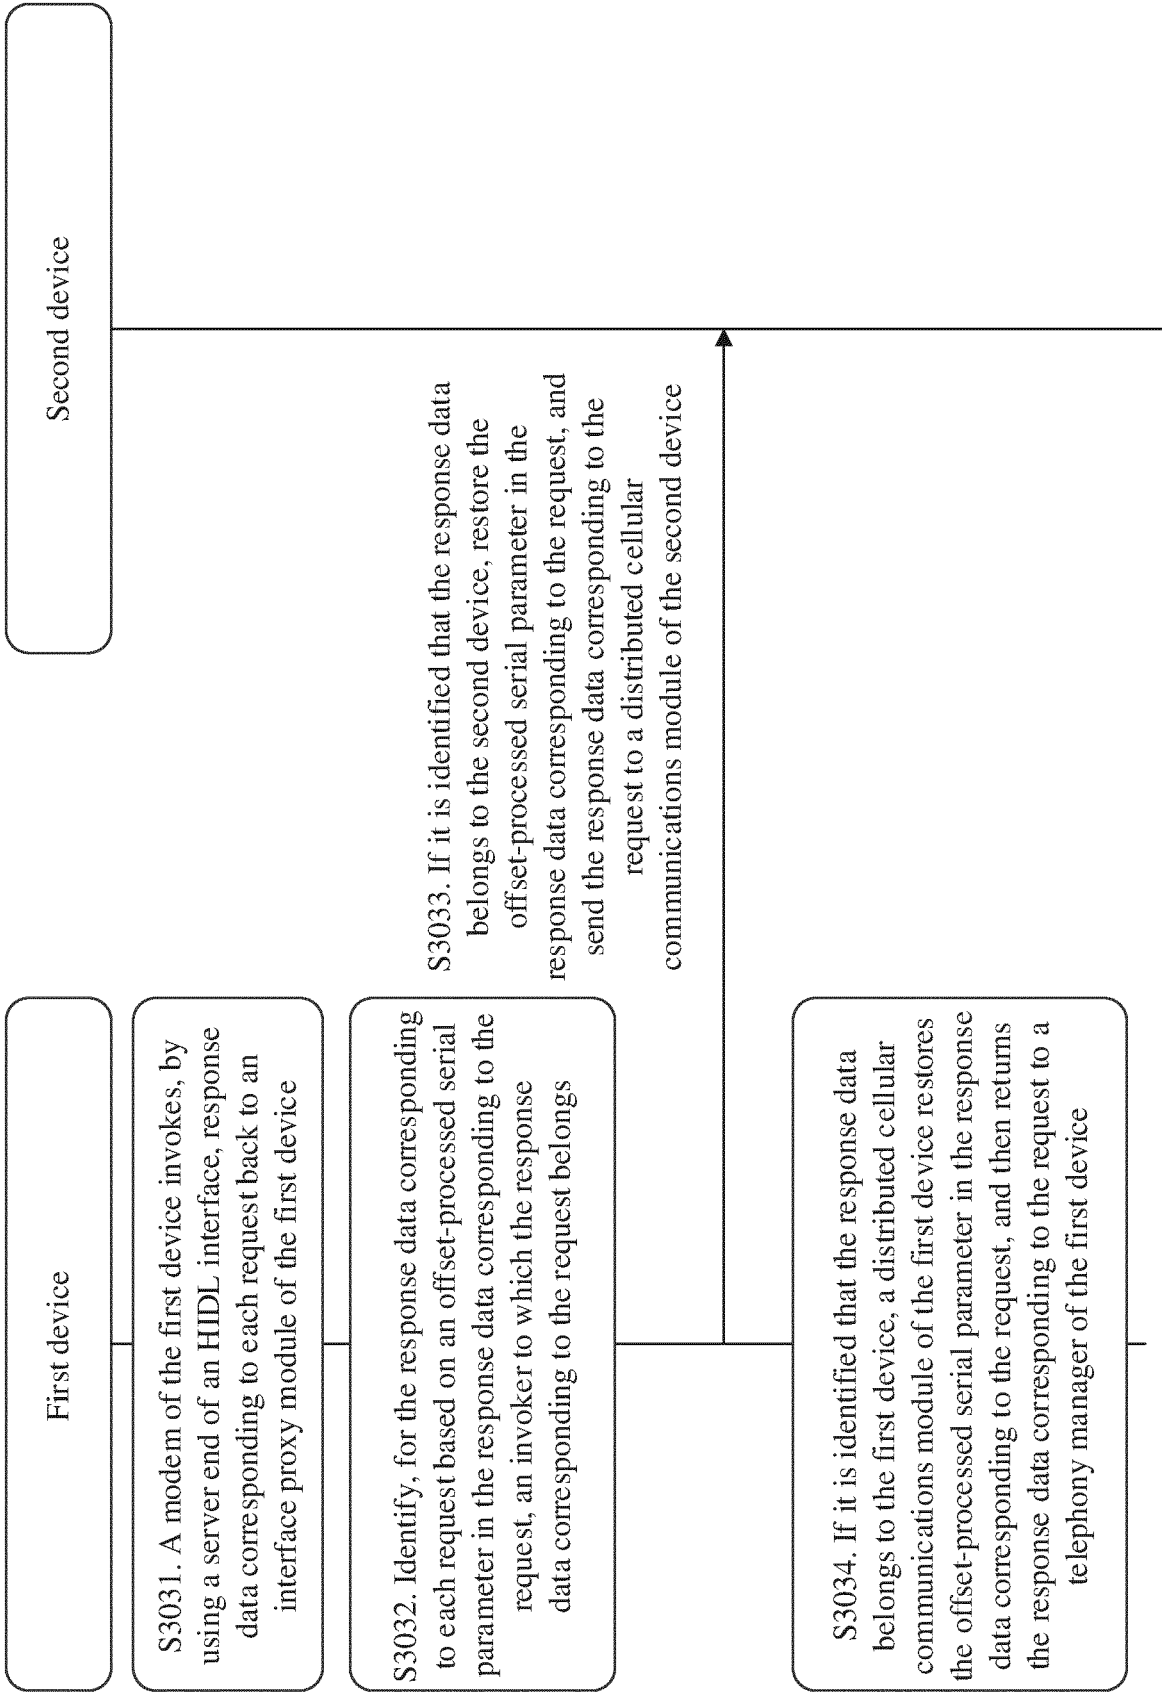 First device
Second device
S3031. A modem of the first device invokes, by
using a server end of an HIDL interface, response
data corresponding to each request back to an
interface proxy module of the first device
S3032. Identify, for the response data corresponding
to each request based on an offset-processed serial
parameter in the response data corresponding to the
request, an invoker to which the response
data corresponding to the request belongs
S3033. If it is identified that the response data
belongs to the second device, restore the
offset-processed serial parameter in the
response data corresponding to the request, and
send the response data corresponding to the
request to a distributed cellular
communications module of the second device
S3034. If it is identified that the response data
belongs to the first device, a distributed cellular
communications module of the first device restores
the offset-processed serial parameter in the response
data corresponding to the request, and then returns
the response data corresponding to the request to a
telephony manager of the first device